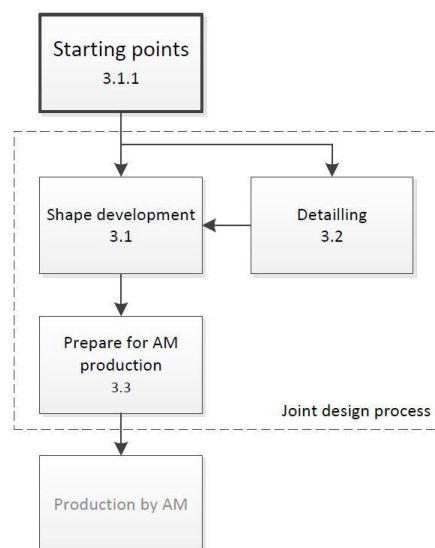 Starting points
3.1.1
Shape development
3.1
Detailling
3.2
Prepare for AM
production
3.3
Joint design process
Production by AM